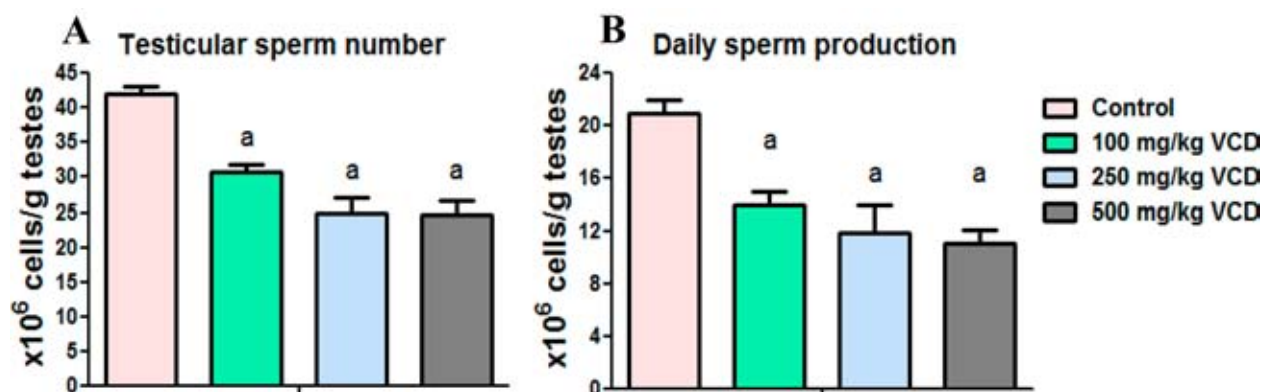 A Testicular sperm number
x10⁶ cells/g testes
45
40
35
30
25
20
15
10
5
0
a
a
a
B Daily sperm production
x10⁶ cells/g testes
24
20
16
12
8
4
0
a
a
a
Control
100 mg/kg VCD
250 mg/kg VCD
500 mg/kg VCD